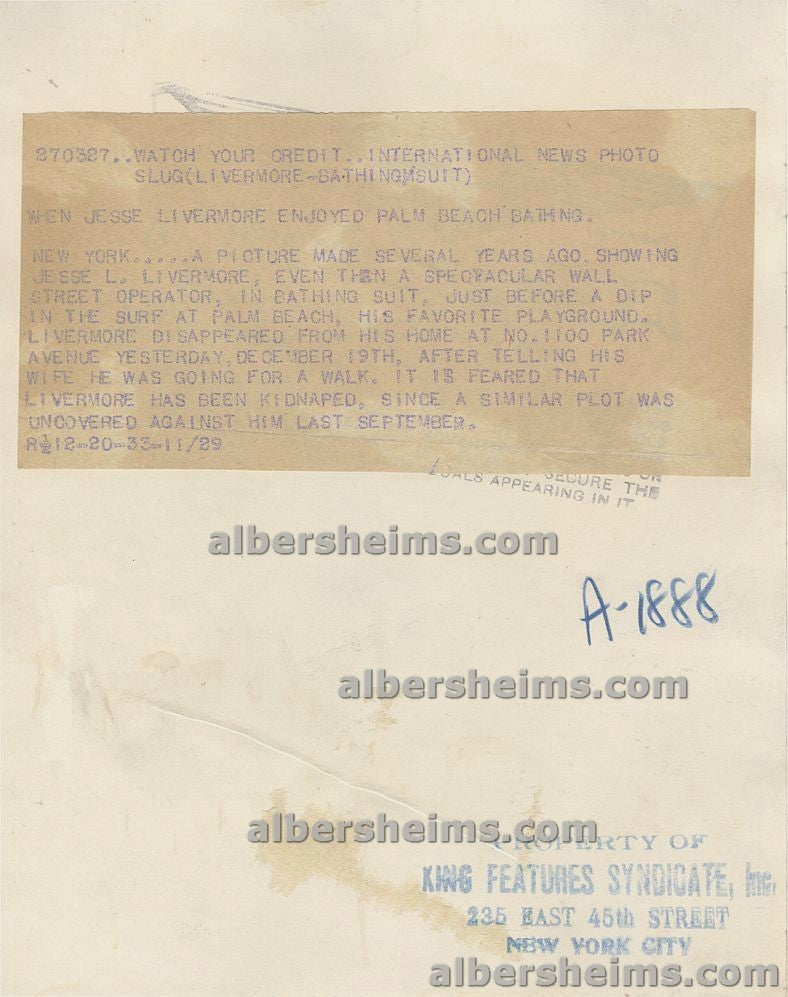 270327..WATCH YOUR CREDIT..INTERNATIONAL NEWS PHOTO
SLUG(LIVERMORE-BATHING SUIT)
WHEN JESSE LIVERMORE ENJOYED PALM BEACH BATHING.
NEW YORK.....A PICTURE MADE SEVERAL YEARS AGO, SHOWING
JESSE L. LIVERMORE, EVEN THEN A SPECTACULAR WALL
STREET OPERATOR, IN BATHING SUIT, JUST BEFORE A DIP
IN THE SURF AT PALM BEACH, HIS FAVORITE PLAYGROUND.
LIVERMORE DISAPPEARED FROM HIS HOME AT NO.1100 PARK
AVENUE YESTERDAY, DECEMBER 19TH, AFTER TELLING HIS
WIFE HE WAS GOING FOR A WALK. IT IS FEARED THAT
LIVERMORE HAS BEEN KIDNAPED, SINCE A SIMILAR PLOT WAS
UNCOVERED AGAINST HIM LAST SEPTEMBER.
R½12-20-33-11/29
SECURE THE
APPEARING IN IT
albersheims.com
A-1888
albersheims.com
albersheims.com
PROPERTY OF
KING FEATURES SYNDICATE, Inc.
235 EAST 45th STREET
NEW YORK CITY
albersheims.com